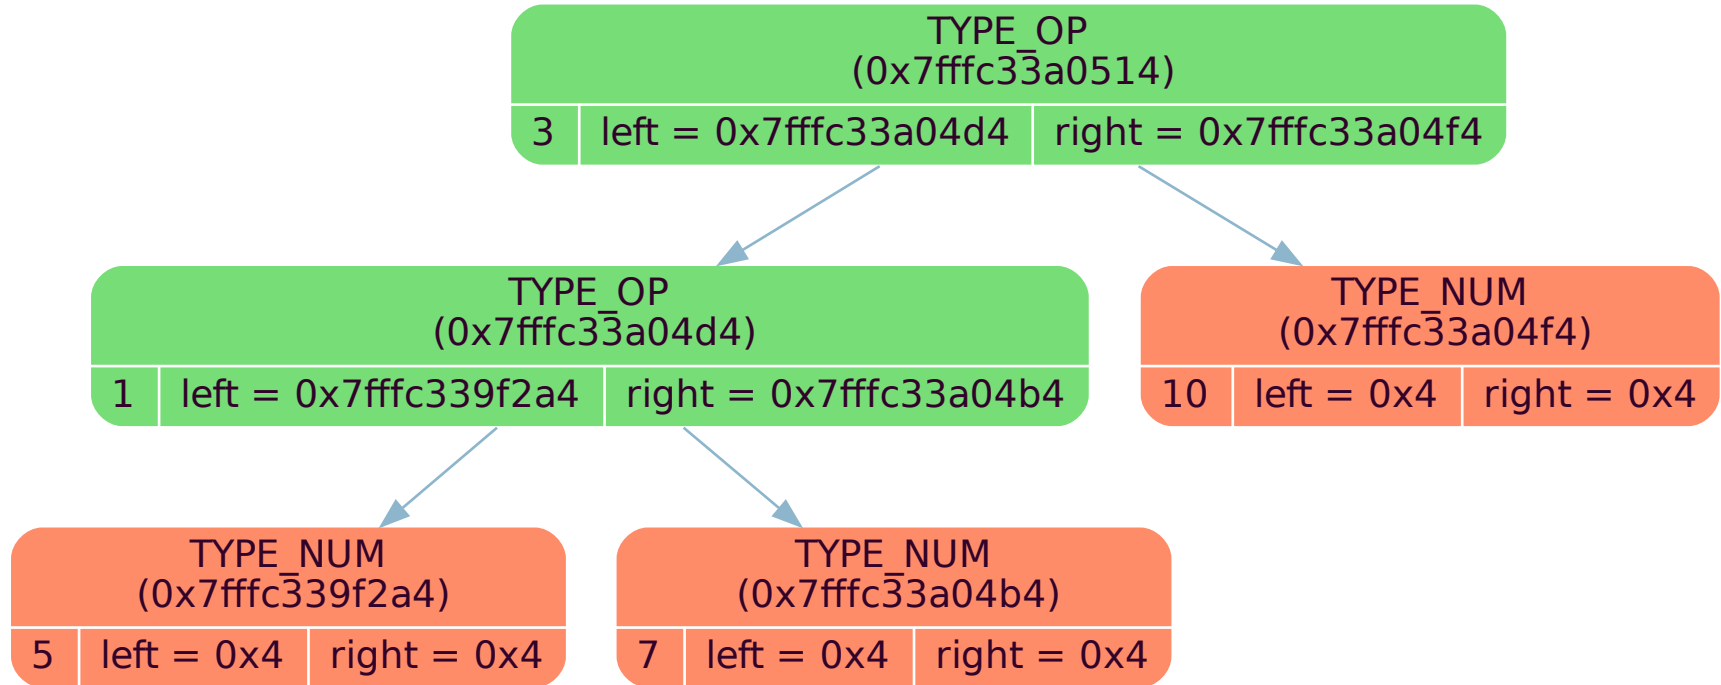 TYPE_OP
(0x7fffc33a0514)
3 left = 0x7fffc33a04d4 right = 0x7fffc33a04f4
TYPE_OP
(0x7fffc33a04d4)
1 left = 0x7fffc339f2a4 right = 0x7fffc33a04b4
TYPE_NUM
(0x7fffc33a04f4)
10 left = 0x4 right = 0x4
TYPE_NUM
(0x7fffc339f2a4)
5 left = 0x4 right = 0x4
TYPE_NUM
(0x7fffc33a04b4)
7 left = 0x4 right = 0x4